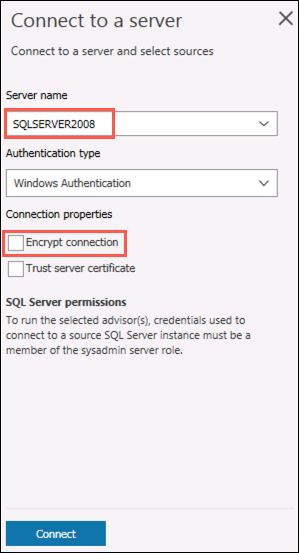 Connect to a server
Connect to a server and select sources
Server name
SQLSERVER2008
Authentication type
Windows Authentication
Connection properties
Encrypt connection
Trust server certificate
SQL Server permissions
To run the selected advisor(s), credentials used to
connect to a source SQL Server instance must be a
member of the sysadmin server role.
Connect